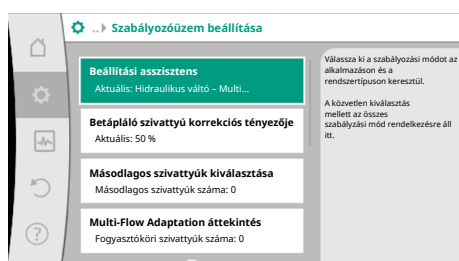 ..▶ Szabályozóüzem beállítása
Beállítási asszisztens
Aktuális: Hidraulikus váltó – Multi...
Betápláló szivattyú korrekciós tényezője
Aktuális: 50 %
Másodlagos szivattyúk kiválasztása
Másodlagos szivattyúk száma: 0
Multi-Flow Adaptation áttekintés
Fogyasztóköri szivattyúk száma: 0
Válassza ki a szabályozási módot az
alkalmazáson és a
rendszertípuson keresztül.
A közvetlen kiválasztás
mellett az összes
szabályzási mód rendelkezésre áll
itt.